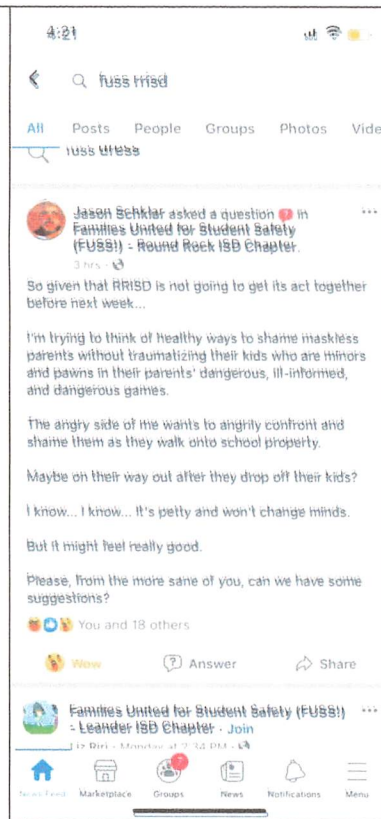 4:21
fuss rrisd
All Posts People Groups Photos Vide
fuss dress
Jason Schklar asked a question in
Families United for Student Safety
(FUSS!) - Round Rock ISD Chapter.
3 hrs
So given that RRISD is not going to get its act together
before next week...
I'm trying to think of healthy ways to shame maskless
parents without traumatizing their kids who are minors
and pawns in their parents' dangerous, ill-informed,
and dangerous games.
The angry side of me wants to angrily confront and
shame them as they walk onto school property.
Maybe on their way out after they drop off their kids?
I know... I know... It's petty and won't change minds.
But it might feel really good.
Please, from the more sane of you, can we have some
suggestions?
You and 18 others
Wow Answer Share
Families United for Student Safety (FUSS!)
- Leander ISD Chapter · Join
Liz Riri · Monday at 2:34 PM
7
News Feed Marketplace Groups News Notifications Menu